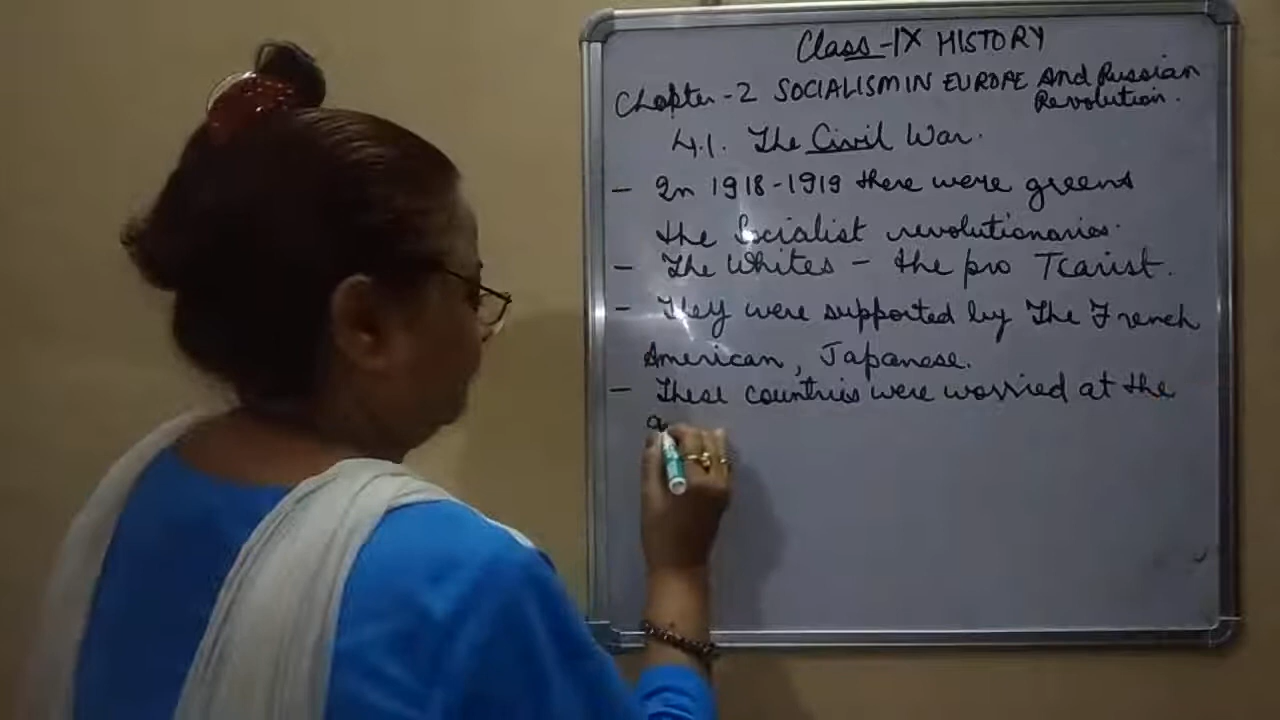 Class-IX HISTORY
Chapter-2 SOCIALISM IN EUROPE And Russian
Revolution.
4.1. The Civil War.
- In 1918-1919 there were greens
the Socialist revolutionaries.
- The Whites - the pro Tcarist.
- They were supported by The French
American, Japanese.
- These countries were worried at the